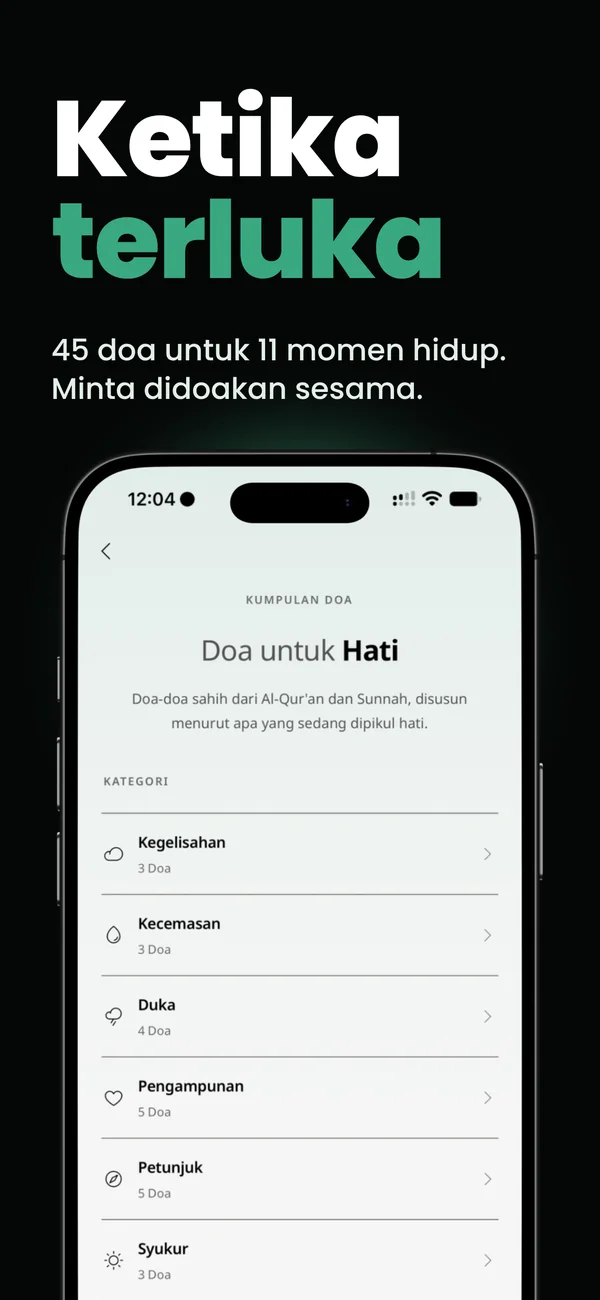 Ketika
terluka
45 doa untuk 11 momen hidup.
Minta didoakan sesama.
12:04
KUMPULAN DOA
Doa untuk Hati
Doa-doa sahih dari Al-Qur'an dan Sunnah, disusun
menurut apa yang sedang dipikul hati.
KATEGORI
Kegelisahan
3 Doa
Kecemasan
3 Doa
Duka
4 Doa
Pengampunan
5 Doa
Petunjuk
5 Doa
Syukur
3 Doa